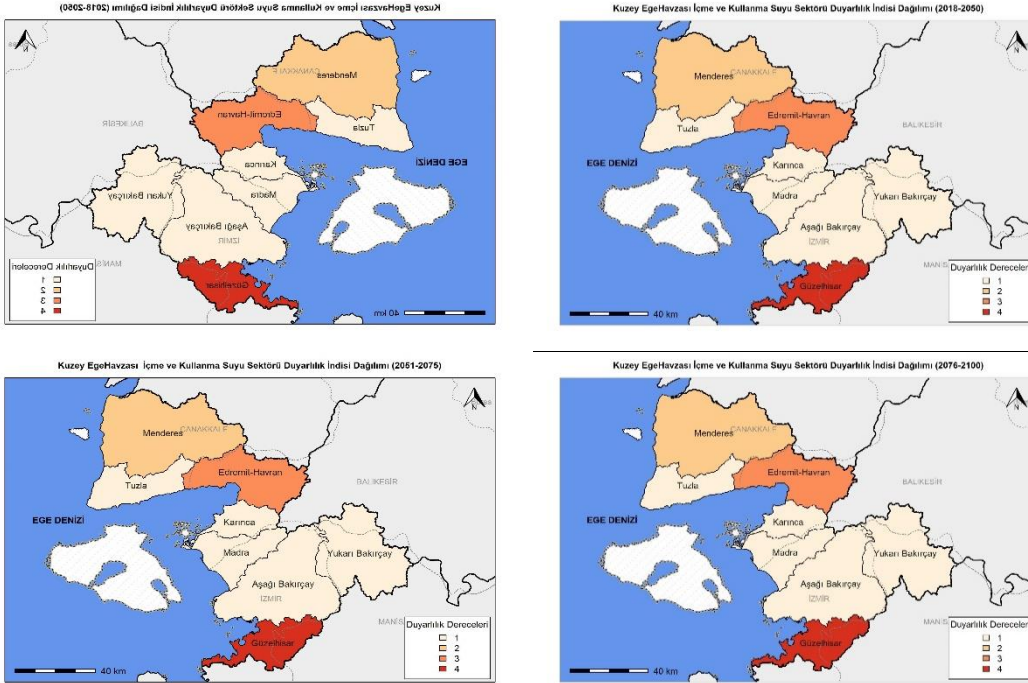 Kuzey EgeHavzası İçme ve Kullanma Suyu Sektörü Duyarlılık İndisi Dağılımı (2018-2050)
N
ÇANAKKALE
Menderes
Edremit-Havran
Tuzla
BALIKESİR
EGE DENİZİ
Karınca
Madra
Yukarı Bakırçay
Aşağı Bakırçay
İZMİR
MANİS
Duyarlılık Dereceleri
1
2
3
4
Güzelhisar
40 km
Kuzey EgeHavzası İçme ve Kullanma Suyu Sektörü Duyarlılık İndisi Dağılımı (2018-2050)
N
ÇANAKKALE
Menderes
Tuzla
Edremit-Havran
BALIKESİR
EGE DENİZİ
Karınca
Madra
Yukarı Bakırçay
Aşağı Bakırçay
İZMİR
MANİS
Güzelhisar
Duyarlılık Dereceleri
1
2
3
4
40 km
Kuzey EgeHavzası İçme ve Kullanma Suyu Sektörü Duyarlılık İndisi Dağılımı (2051-2075)
N
ÇANAKKALE
Menderes
Edremit-Havran
Tuzla
BALIKESİR
EGE DENİZİ
Karınca
Madra
Yukarı Bakırçay
Aşağı Bakırçay
İZMİR
MANİS
Güzelhisar
Duyarlılık Dereceleri
1
2
3
4
40 km
Kuzey EgeHavzası İçme ve Kullanma Suyu Sektörü Duyarlılık İndisi Dağılımı (2076-2100)
N
ÇANAKKALE
Menderes
Edremit-Havran
Tuzla
BALIKESİR
EGE DENİZİ
Karınca
Madra
Yukarı Bakırçay
Aşağı Bakırçay
İZMİR
MANİS
Güzelhisar
Duyarlılık Dereceleri
1
2
3
4
40 km